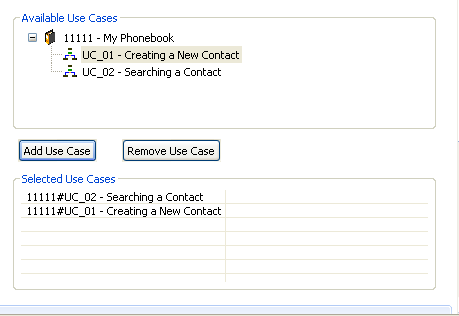 Available Use Cases
11111 - My Phonebook
UC_01 - Creating a New Contact
UC_02 - Searching a Contact
Add Use Case Remove Use Case
Selected Use Cases
11111#UC_02 - Searching a Contact
11111#UC_01 - Creating a New Contact